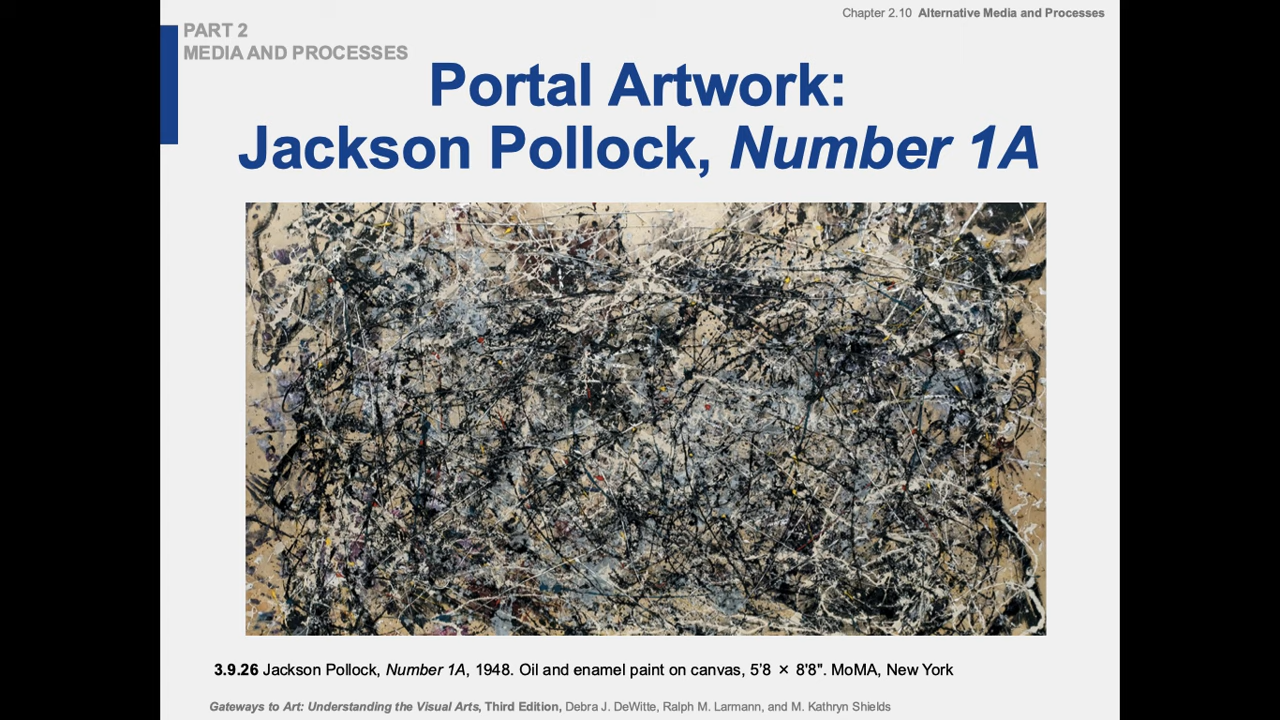 Chapter 2.10 Alternative Media and Processes
PART 2
MEDIA AND PROCESSES
Portal Artwork:
Jackson Pollock, Number 1A
3.9.26 Jackson Pollock, Number 1A, 1948. Oil and enamel paint on canvas, 5'8 × 8'8". MoMA, New York
Gateways to Art: Understanding the Visual Arts, Third Edition, Debra J. DeWitte, Ralph M. Larmann, and M. Kathryn Shields